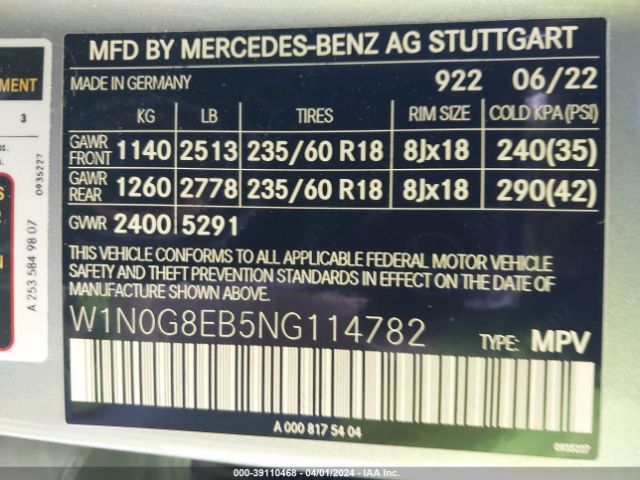 MFD BY MERCEDES-BENZ AG STUTTGART
MADE IN GERMANY 922 06/22
KG LB TIRES RIM SIZE COLD KPA (PSI)
GAWR FRONT 1140 2513 235/60 R18 8Jx18 240(35)
GAWR REAR 1260 2778 235/60 R18 8Jx18 290(42)
GVWR 2400 5291
THIS VEHICLE CONFORMS TO ALL APPLICABLE FEDERAL MOTOR VEHICLE
SAFETY AND THEFT PREVENTION STANDARDS IN EFFECT ON THE DATE
OF MANUFACTURE SHOWN ABOVE.
W1N0G8EB5NG114782 TYPE: MPV
A 000 817 54 04
0935227
MENT
3
0935227
A 253 584 98 07
000-39110468 - 04/01/2024 - IAA Inc.